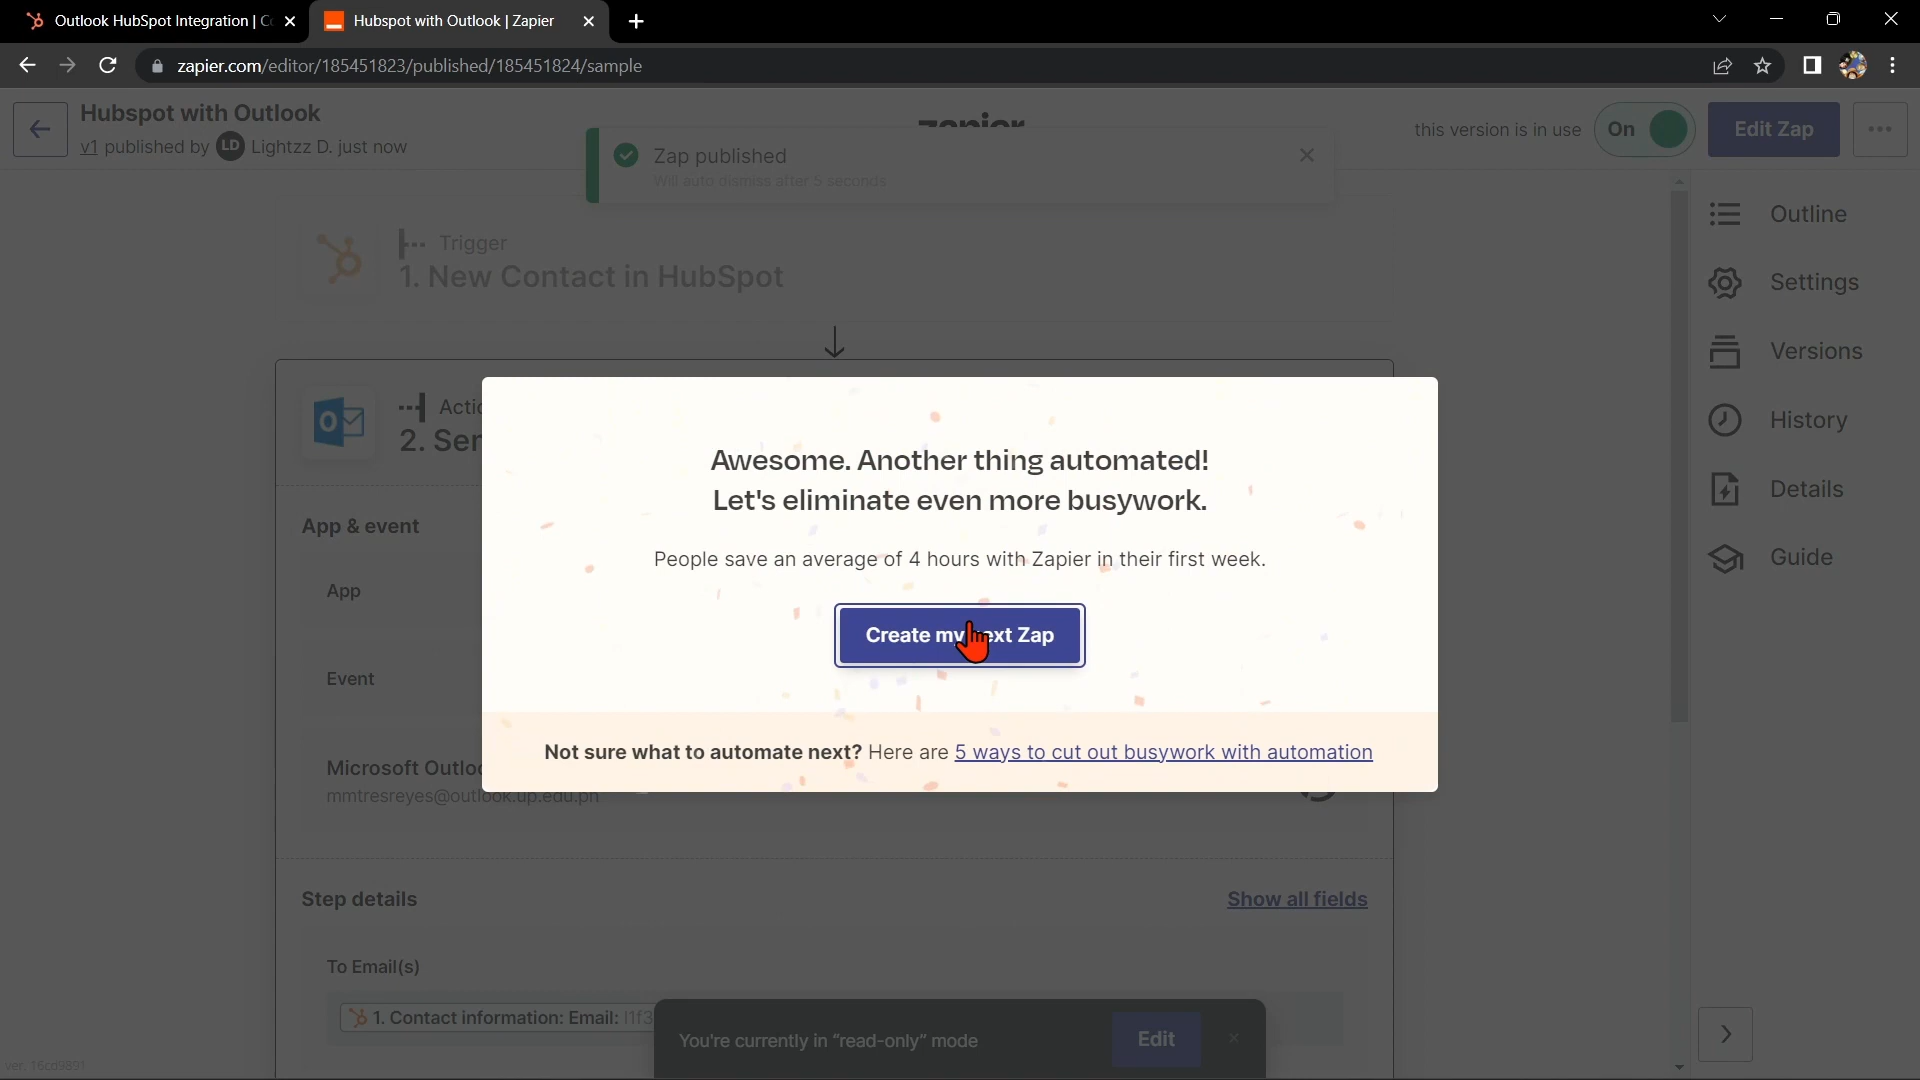 Outlook HubSpot Integration | C
Hubspot with Outlook | Zapier
zapier.com/editor/185451823/published/185451824/sample
Hubspot with Outlook
v1 published by LD Lightzz D. just now
zapier
this version is in use
On
Edit Zap
Zap published
Will auto dismiss after 5 seconds
Trigger
1. New Contact in HubSpot
Outline
Settings
Versions
History
Details
Guide
Actio
2. Ser
Awesome. Another thing automated!
Let's eliminate even more busywork.
People save an average of 4 hours with Zapier in their first week.
Create my next Zap
Not sure what to automate next? Here are 5 ways to cut out busywork with automation
App & event
App
Event
Microsoft Outloo
mmtresreyes@outlook.up.edu.ph
Step details
Show all fields
To Email(s)
1. Contact information: Email: l1f3
You're currently in “read-only” mode
Edit
ver. 16cd9891